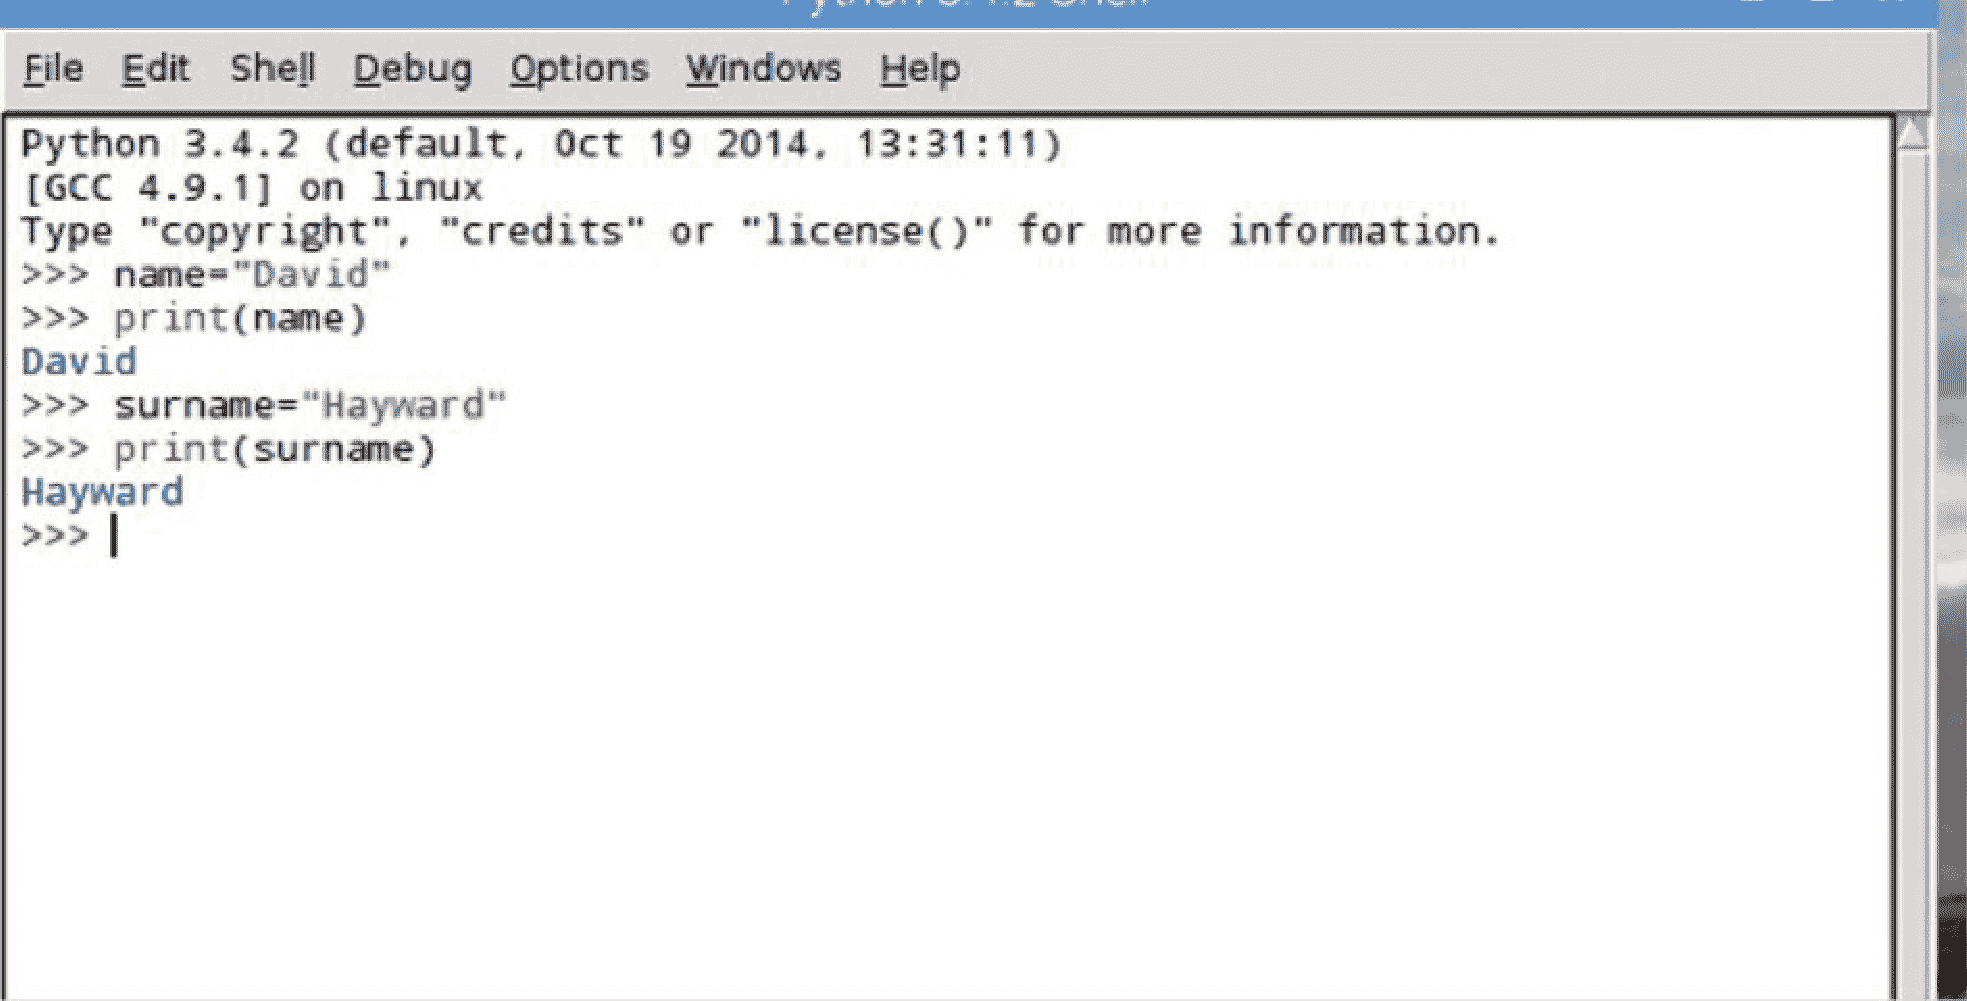 File Edit Shell Debug Options Windows Help
Python 3.4.2 (default, Oct 19 2014, 13:31:11)
[GCC 4.9.1] on linux
Type "copyright", "credits" or "license()" for more information.
>>> name="David"
>>> print(name)
David
>>> surname="Hayward"
>>> print(surname)
Hayward
>>>